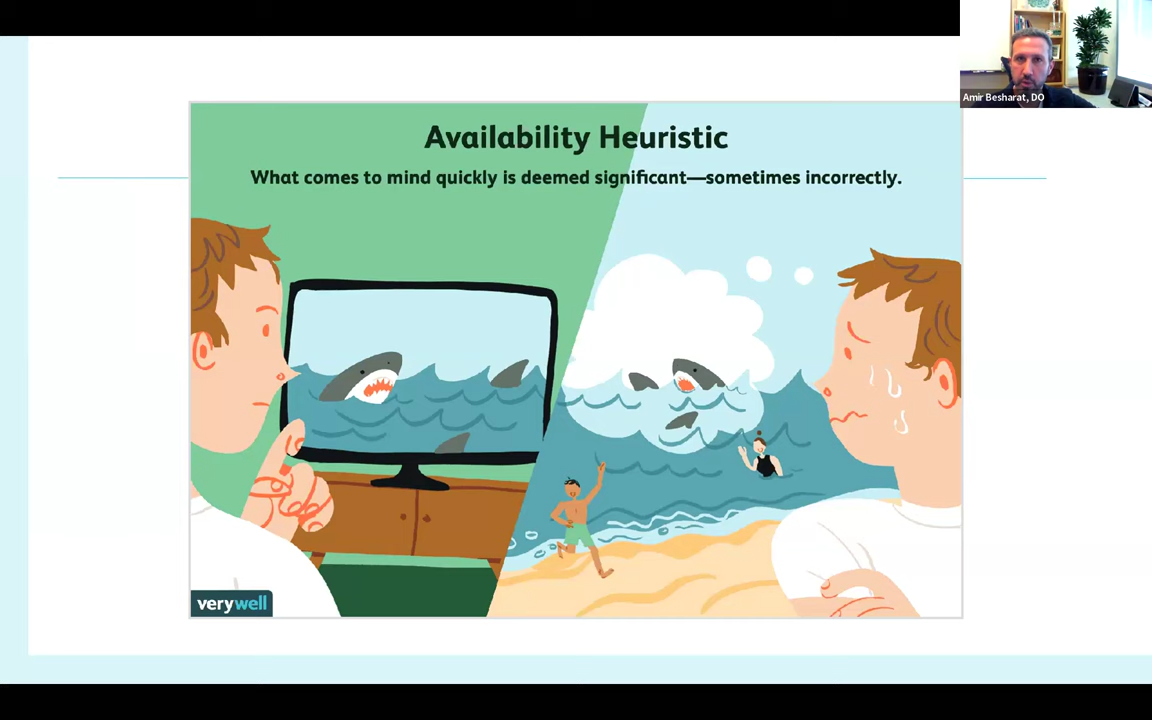 Amir Besharat, DO
Availability Heuristic
What comes to mind quickly is deemed significant—sometimes incorrectly.
verywell